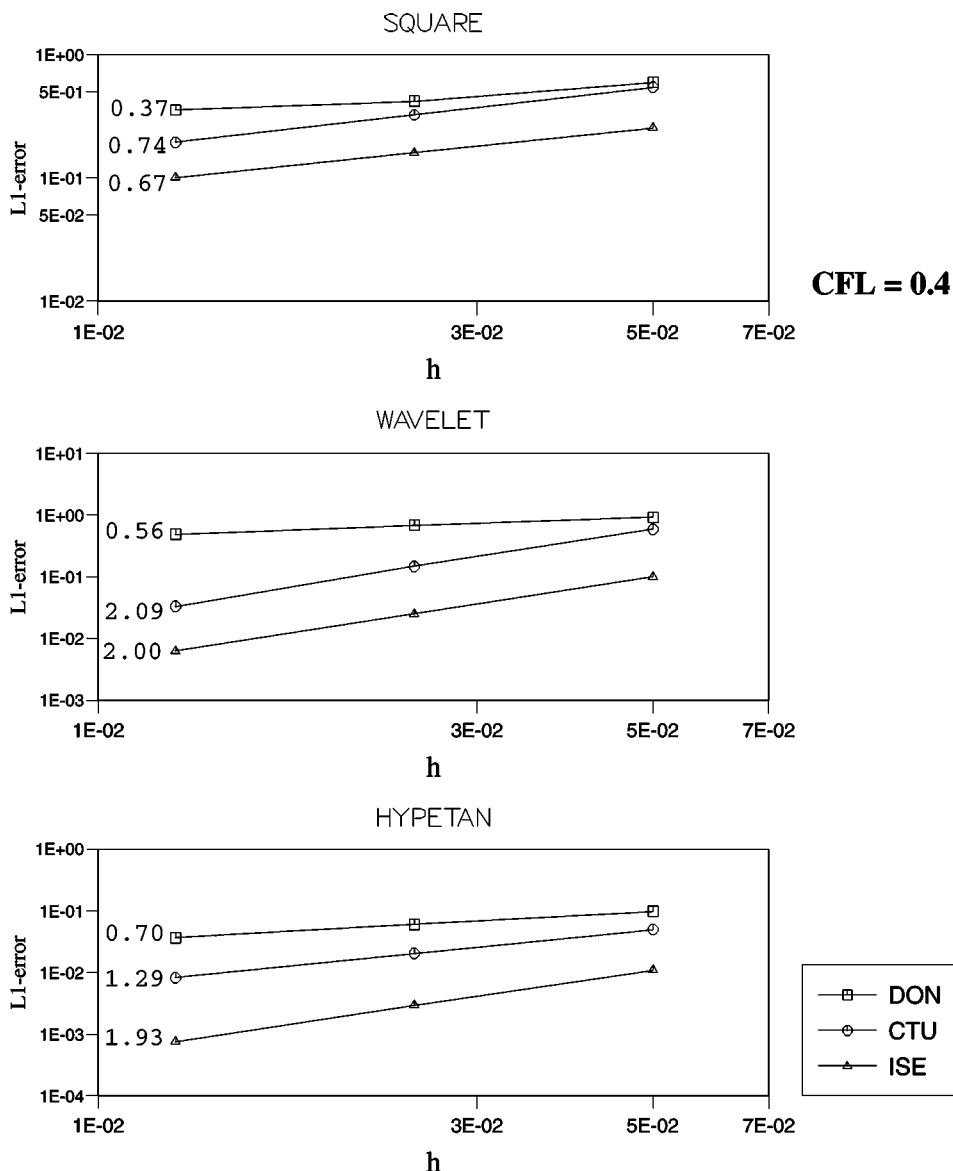 SQUARE
1E+00
5E-01
1E-01
5E-02
1E-02
L1-error
0.37
0.74
0.67
1E-02
3E-02
5E-02
7E-02
h
CFL = 0.4
WAVELET
1E+01
1E+00
1E-01
1E-02
1E-03
L1-error
0.56
2.09
2.00
1E-02
3E-02
5E-02
7E-02
h
HYPETAN
1E+00
1E-01
1E-02
1E-03
1E-04
L1-error
0.70
1.29
1.93
1E-02
3E-02
5E-02
7E-02
h
DON
CTU
ISE